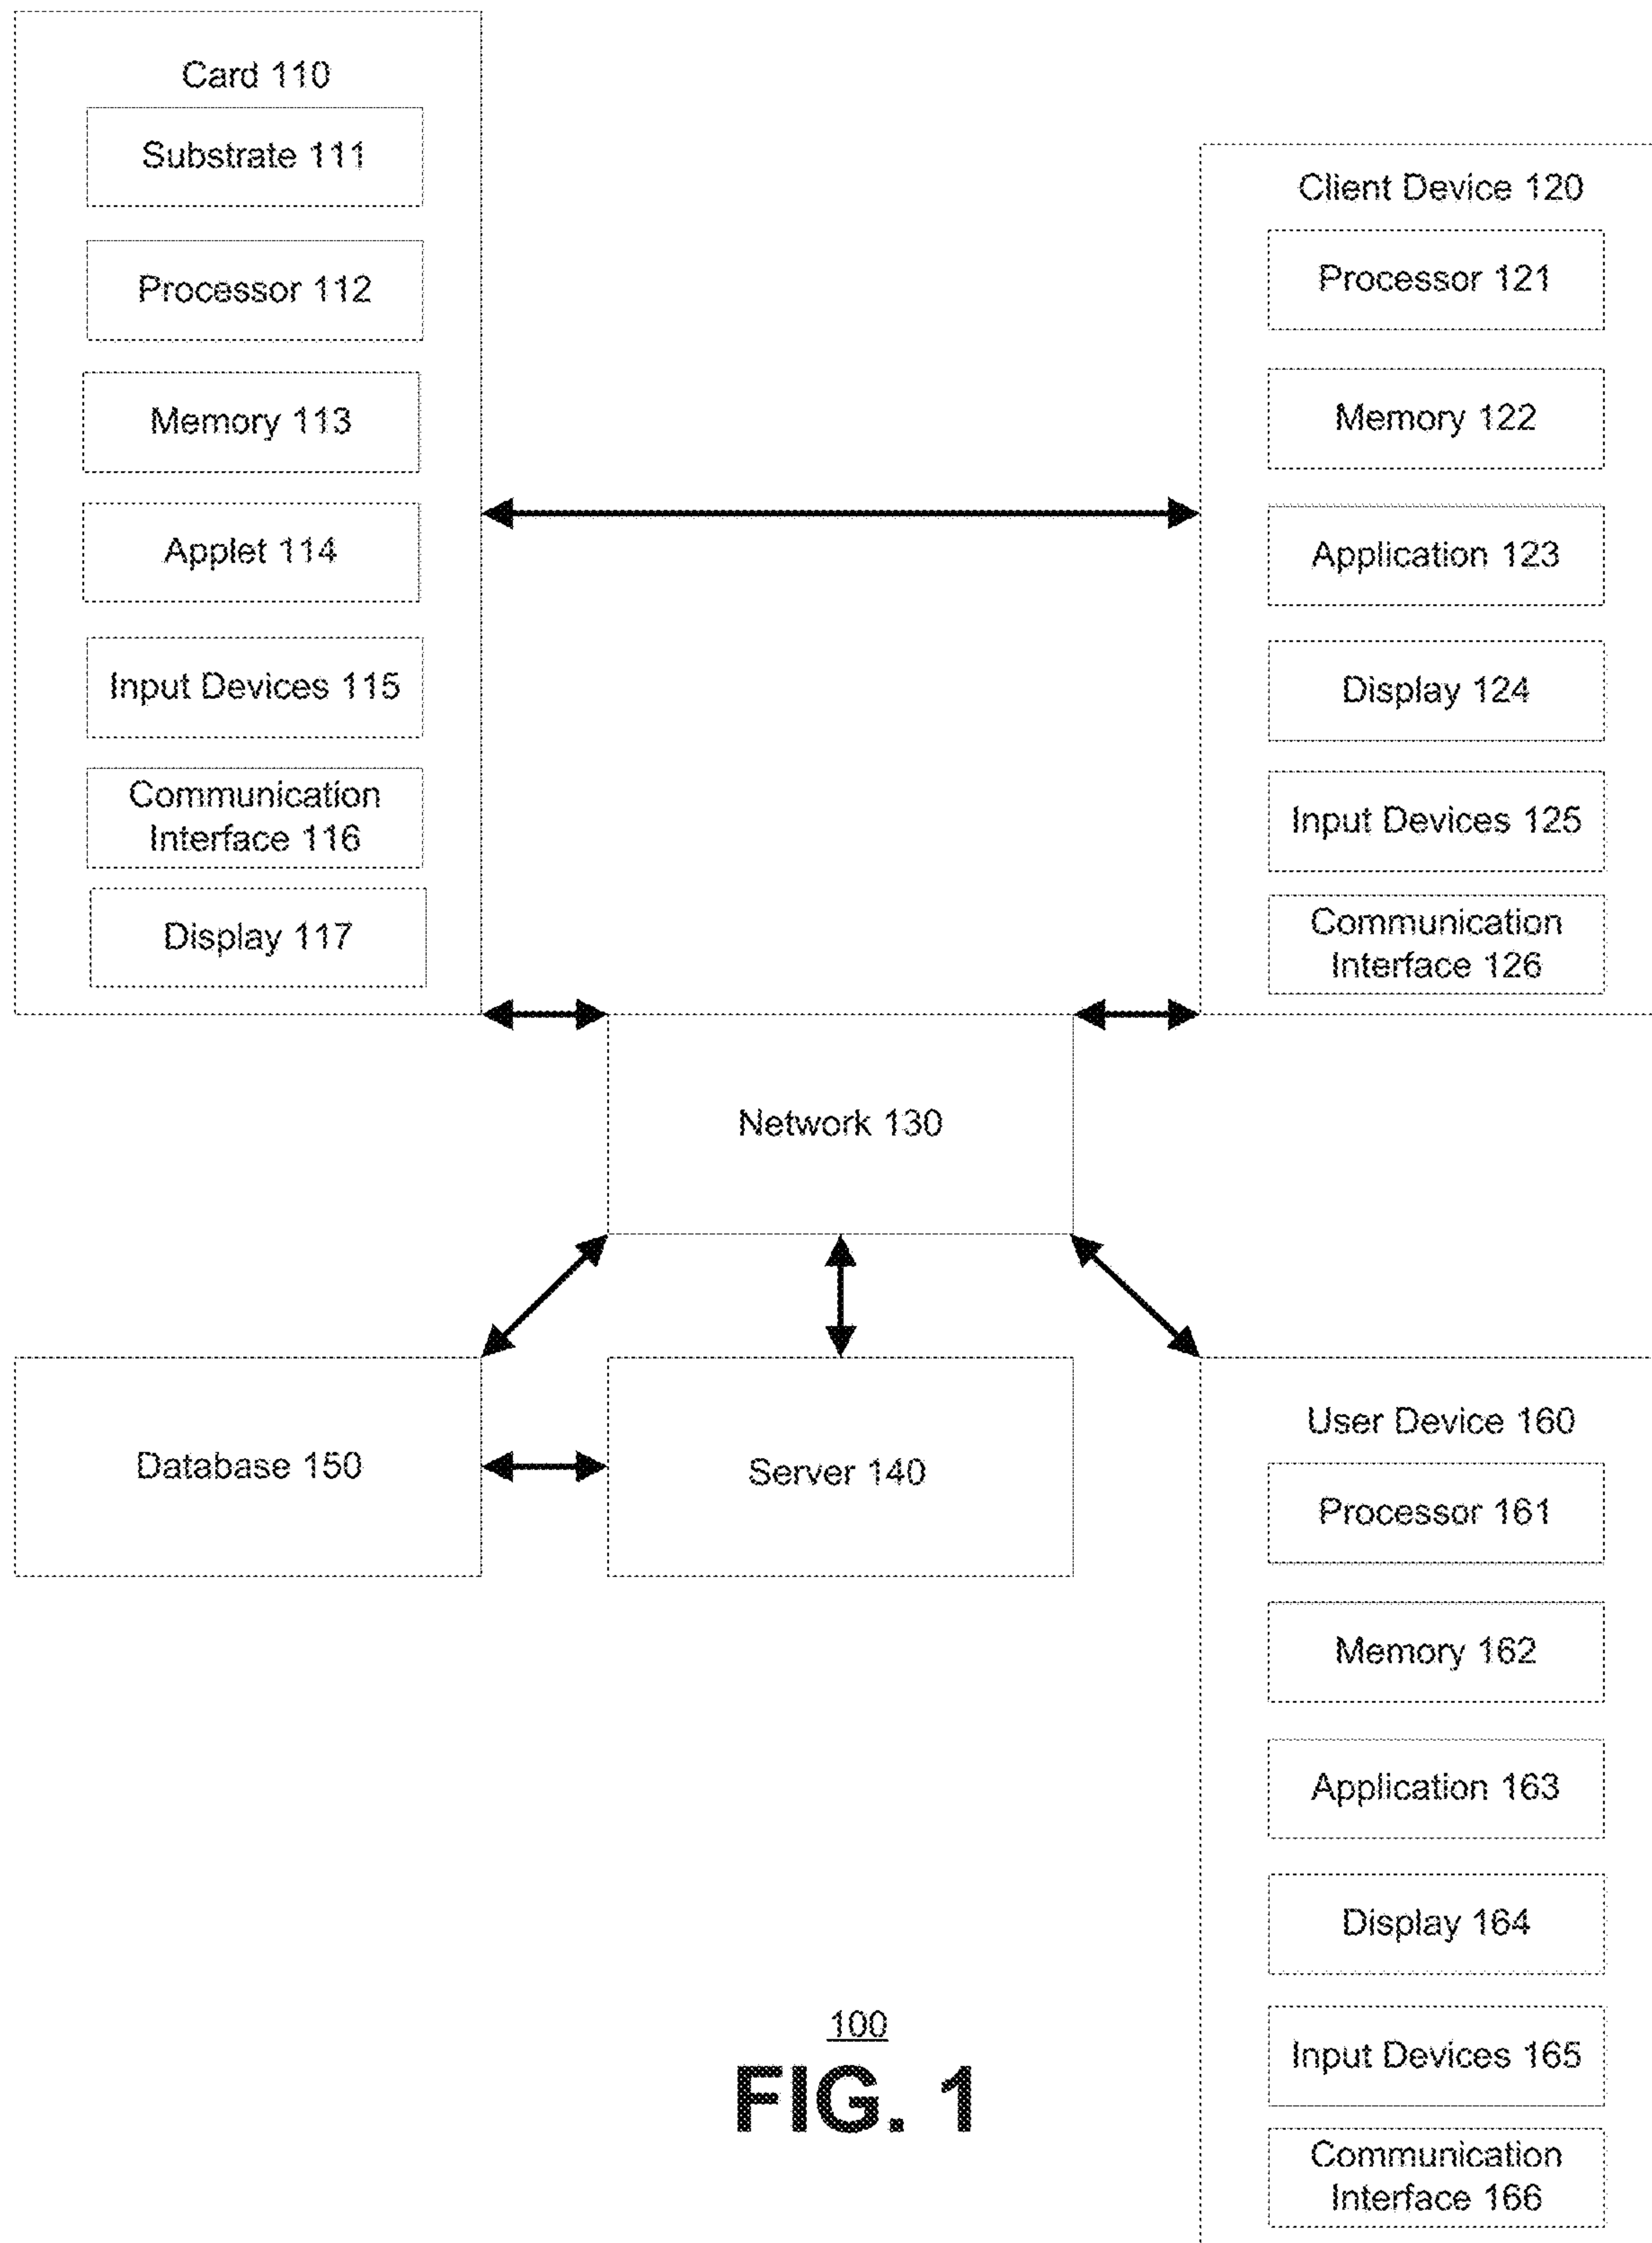 Card 110
Substrate 111
Processor 112
Memory 113
Applet 114
Input Devices 115
Communication
Interface 116
Display 117
Client Device 120
Processor 121
Memory 122
Application 123
Display 124
Input Devices 125
Communication
Interface 126
Network 130
Database 150
Server 140
User Device 160
Processor 161
Memory 162
Application 163
Display 164
Input Devices 165
Communication
Interface 166
100
FIG. 1